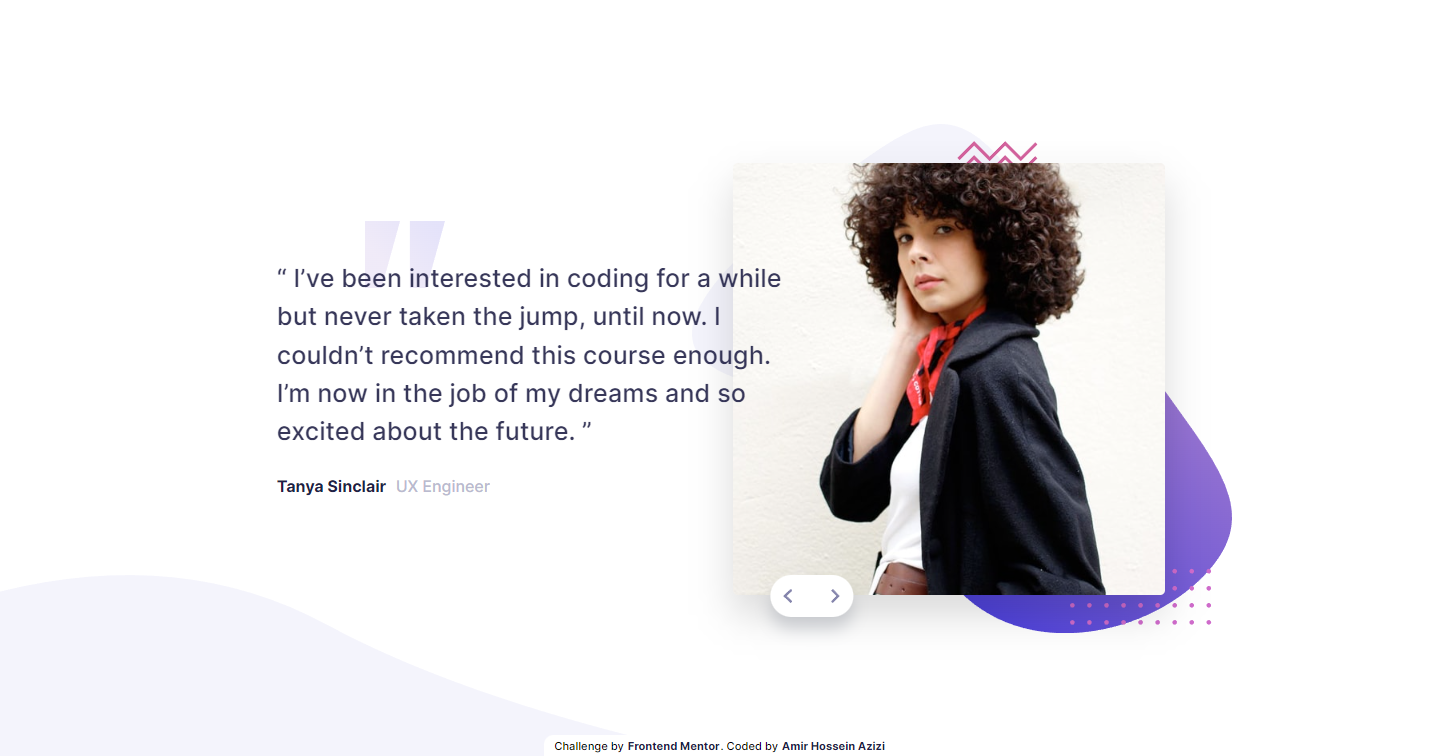 “ I’ve been interested in coding for a while
but never taken the jump, until now. I
couldn’t recommend this course enough.
I’m now in the job of my dreams and so
excited about the future. ”
Tanya Sinclair UX Engineer
Challenge by Frontend Mentor. Coded by Amir Hossein Azizi